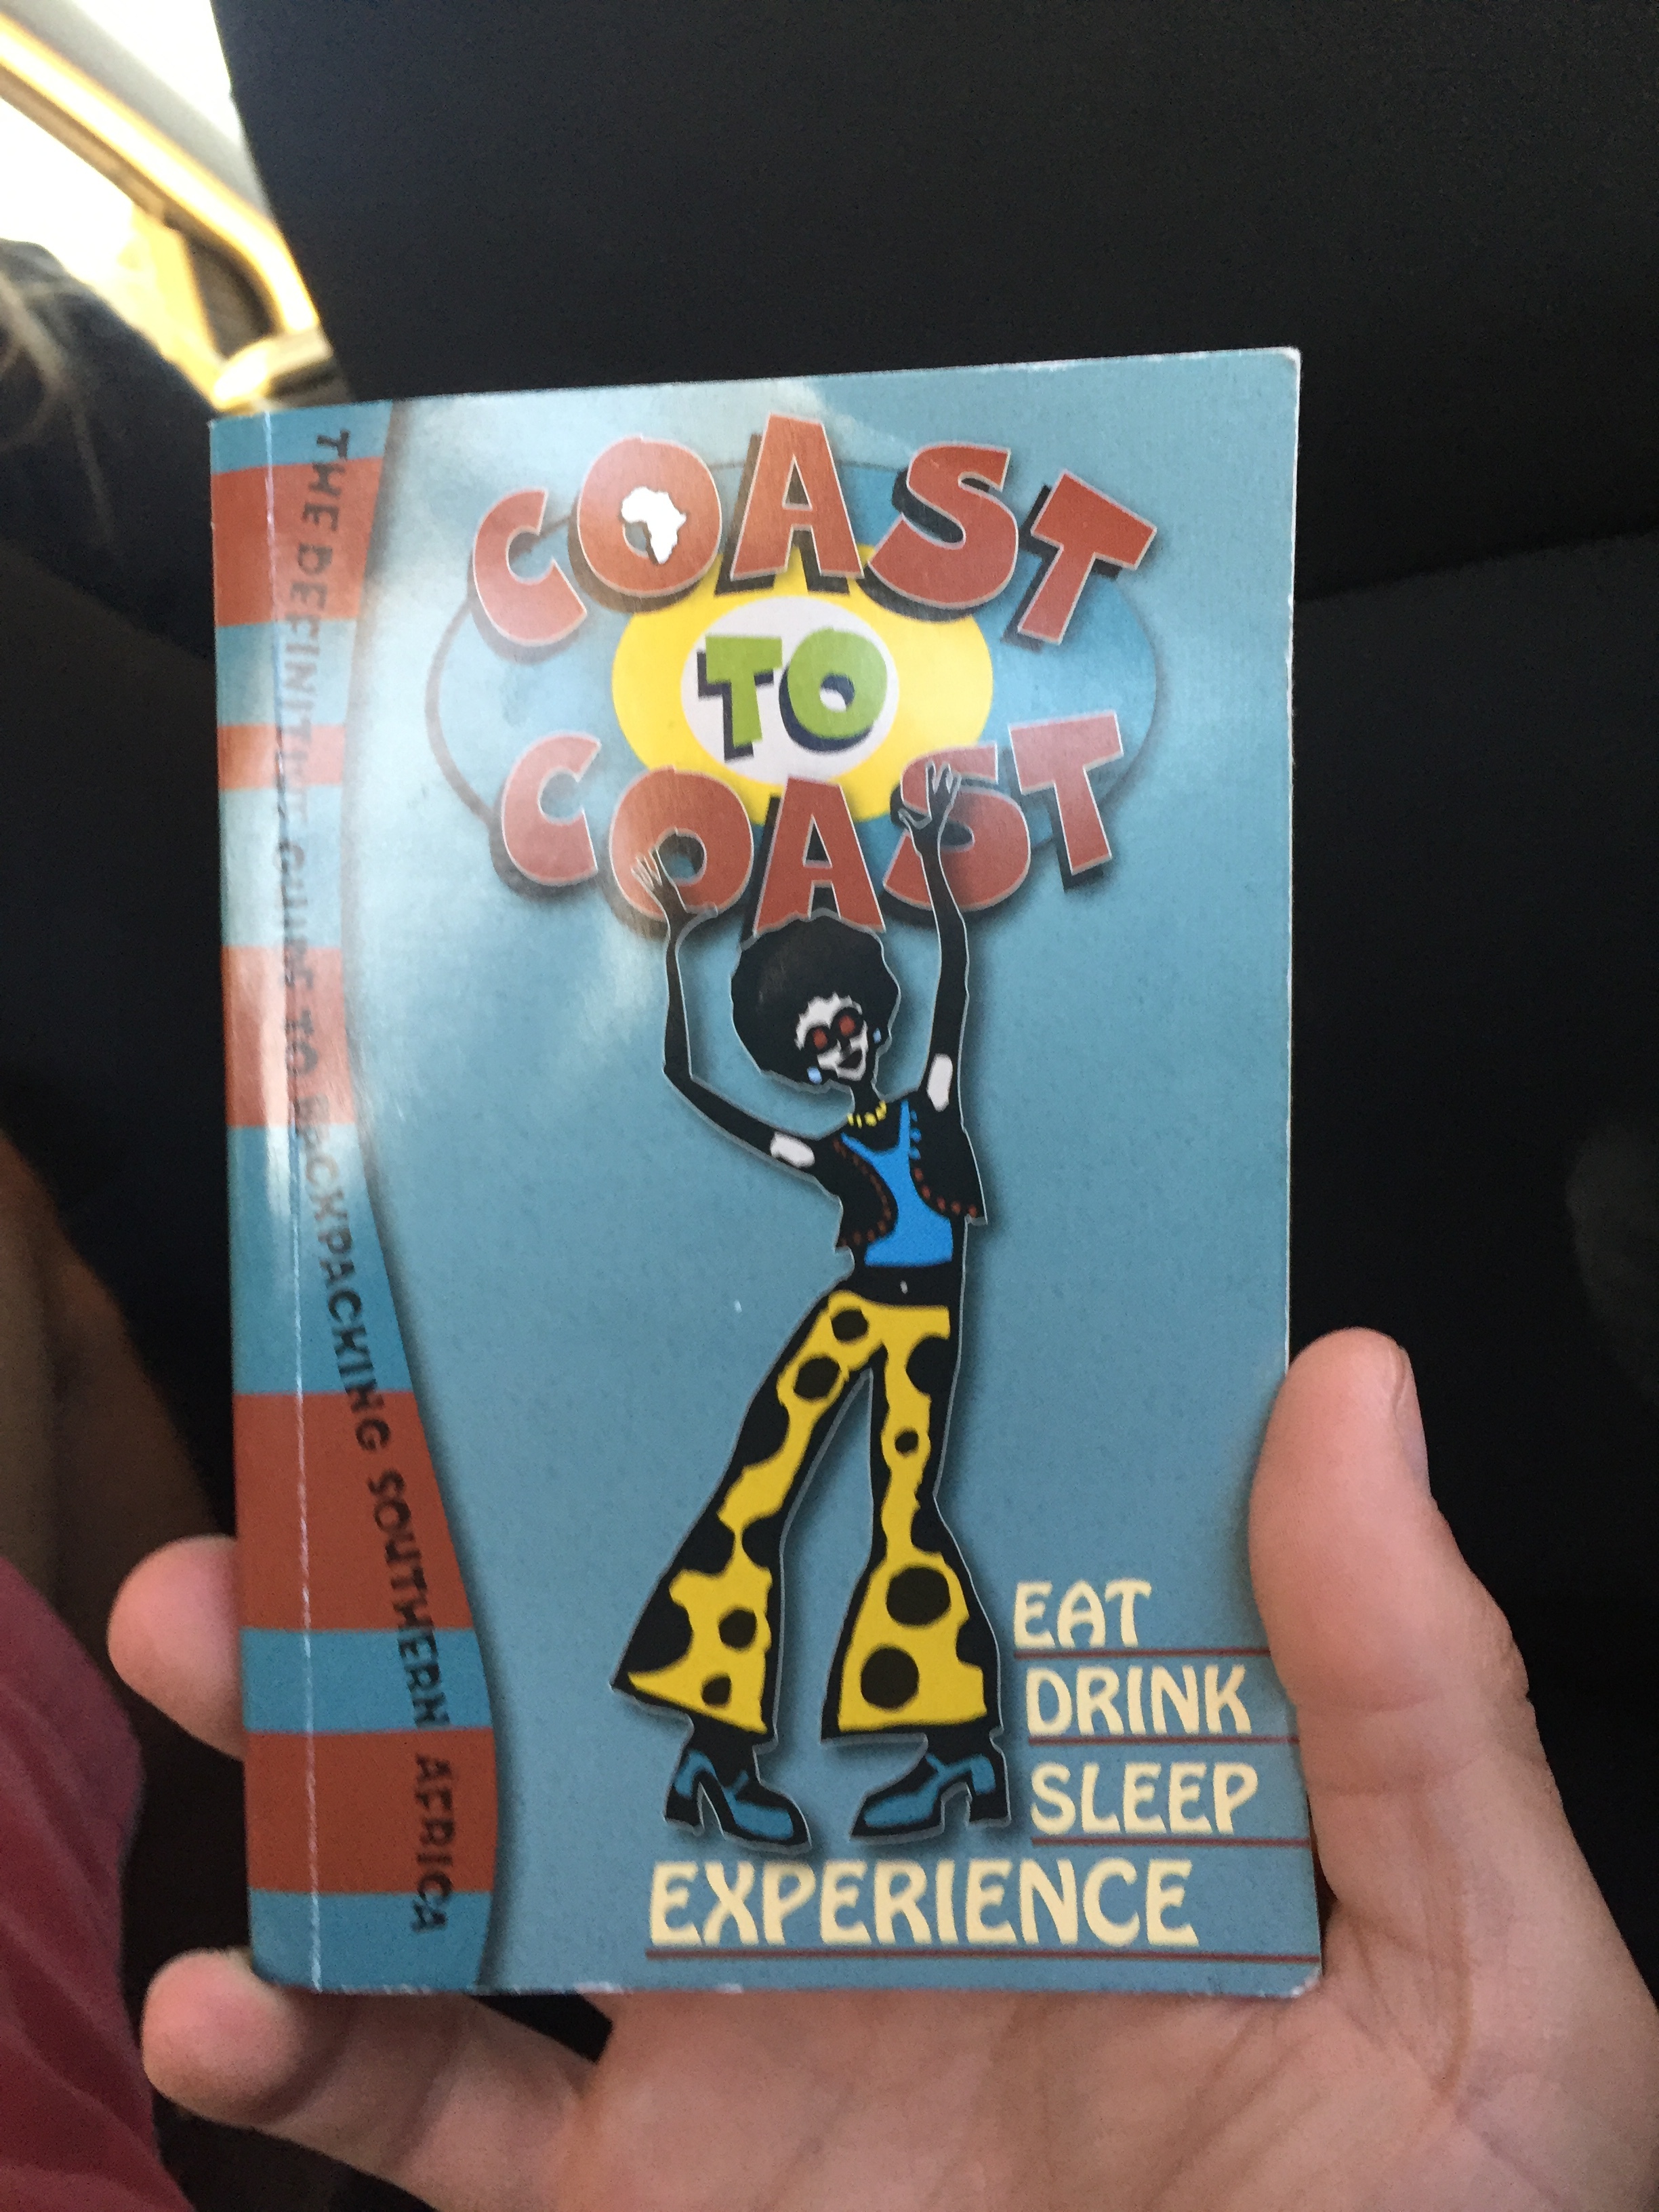 COAST
TO
COAST
THE DEFINITIVE GUIDE TO BACKPACKING SOUTHERN AFRICA
EAT
DRINK
SLEEP
EXPERIENCE